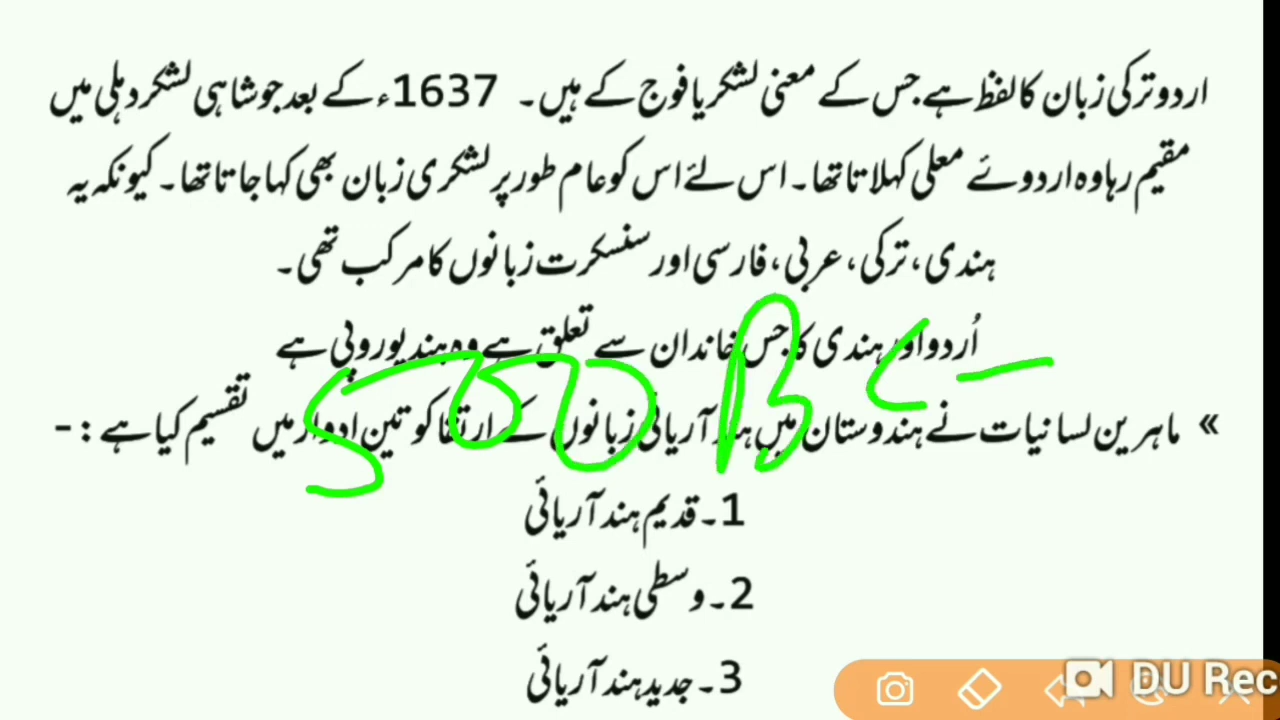 اردو ترکی زبان کا لفظ ہے جس کے معنی لشکر یا فوج کے ہیں۔ 1637ء کے بعد جو شاہی لشکر دہلی میں
مقیم رہا وہ اردوئے معلی کہلاتا تھا۔ اس لئے اس کو عام طور پر لشکری زبان بھی کہا جاتا تھا۔ کیونکہ یہ
ہندی، ترکی، عربی، فارسی اور سنسکرت زبانوں کا مرکب تھی۔
اُردو اور ہندی کا جس خاندان سے تعلق ہے وہ ہند یوروپی ہے
500 BC –
» ماہرین لسانیات نے ہندوستان میں ہند آریائی زبانوں کے ارتقا کو تین ادوار میں تقسیم کیا ہے :-
1۔ قدیم ہند آریائی
2۔ وسطی ہند آریائی
3۔ جدید ہند آریائی
DU Rec